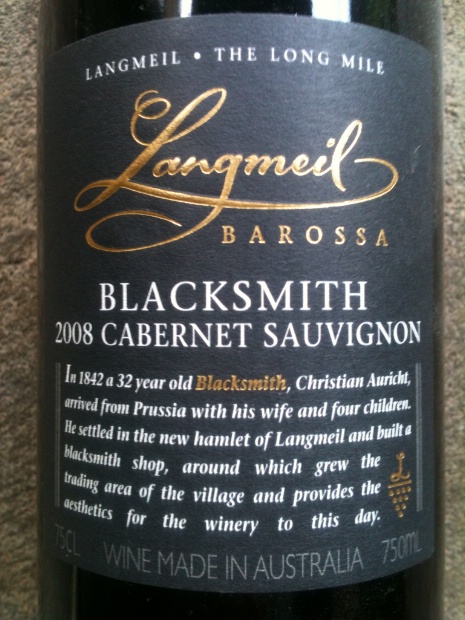 LANGMEIL • THE LONG MILE
Langmeil
BAROSSA
BLACKSMITH
2008 CABERNET SAUVIGNON
In 1842 a 32 year old Blacksmith, Christian Auricht,
arrived from Prussia with his wife and four children.
He settled in the new hamlet of Langmeil and built a
blacksmith shop, around which grew the
trading area of the village and provides the
aesthetics for the winery to this day.
L
75CL WINE MADE IN AUSTRALIA 750mL